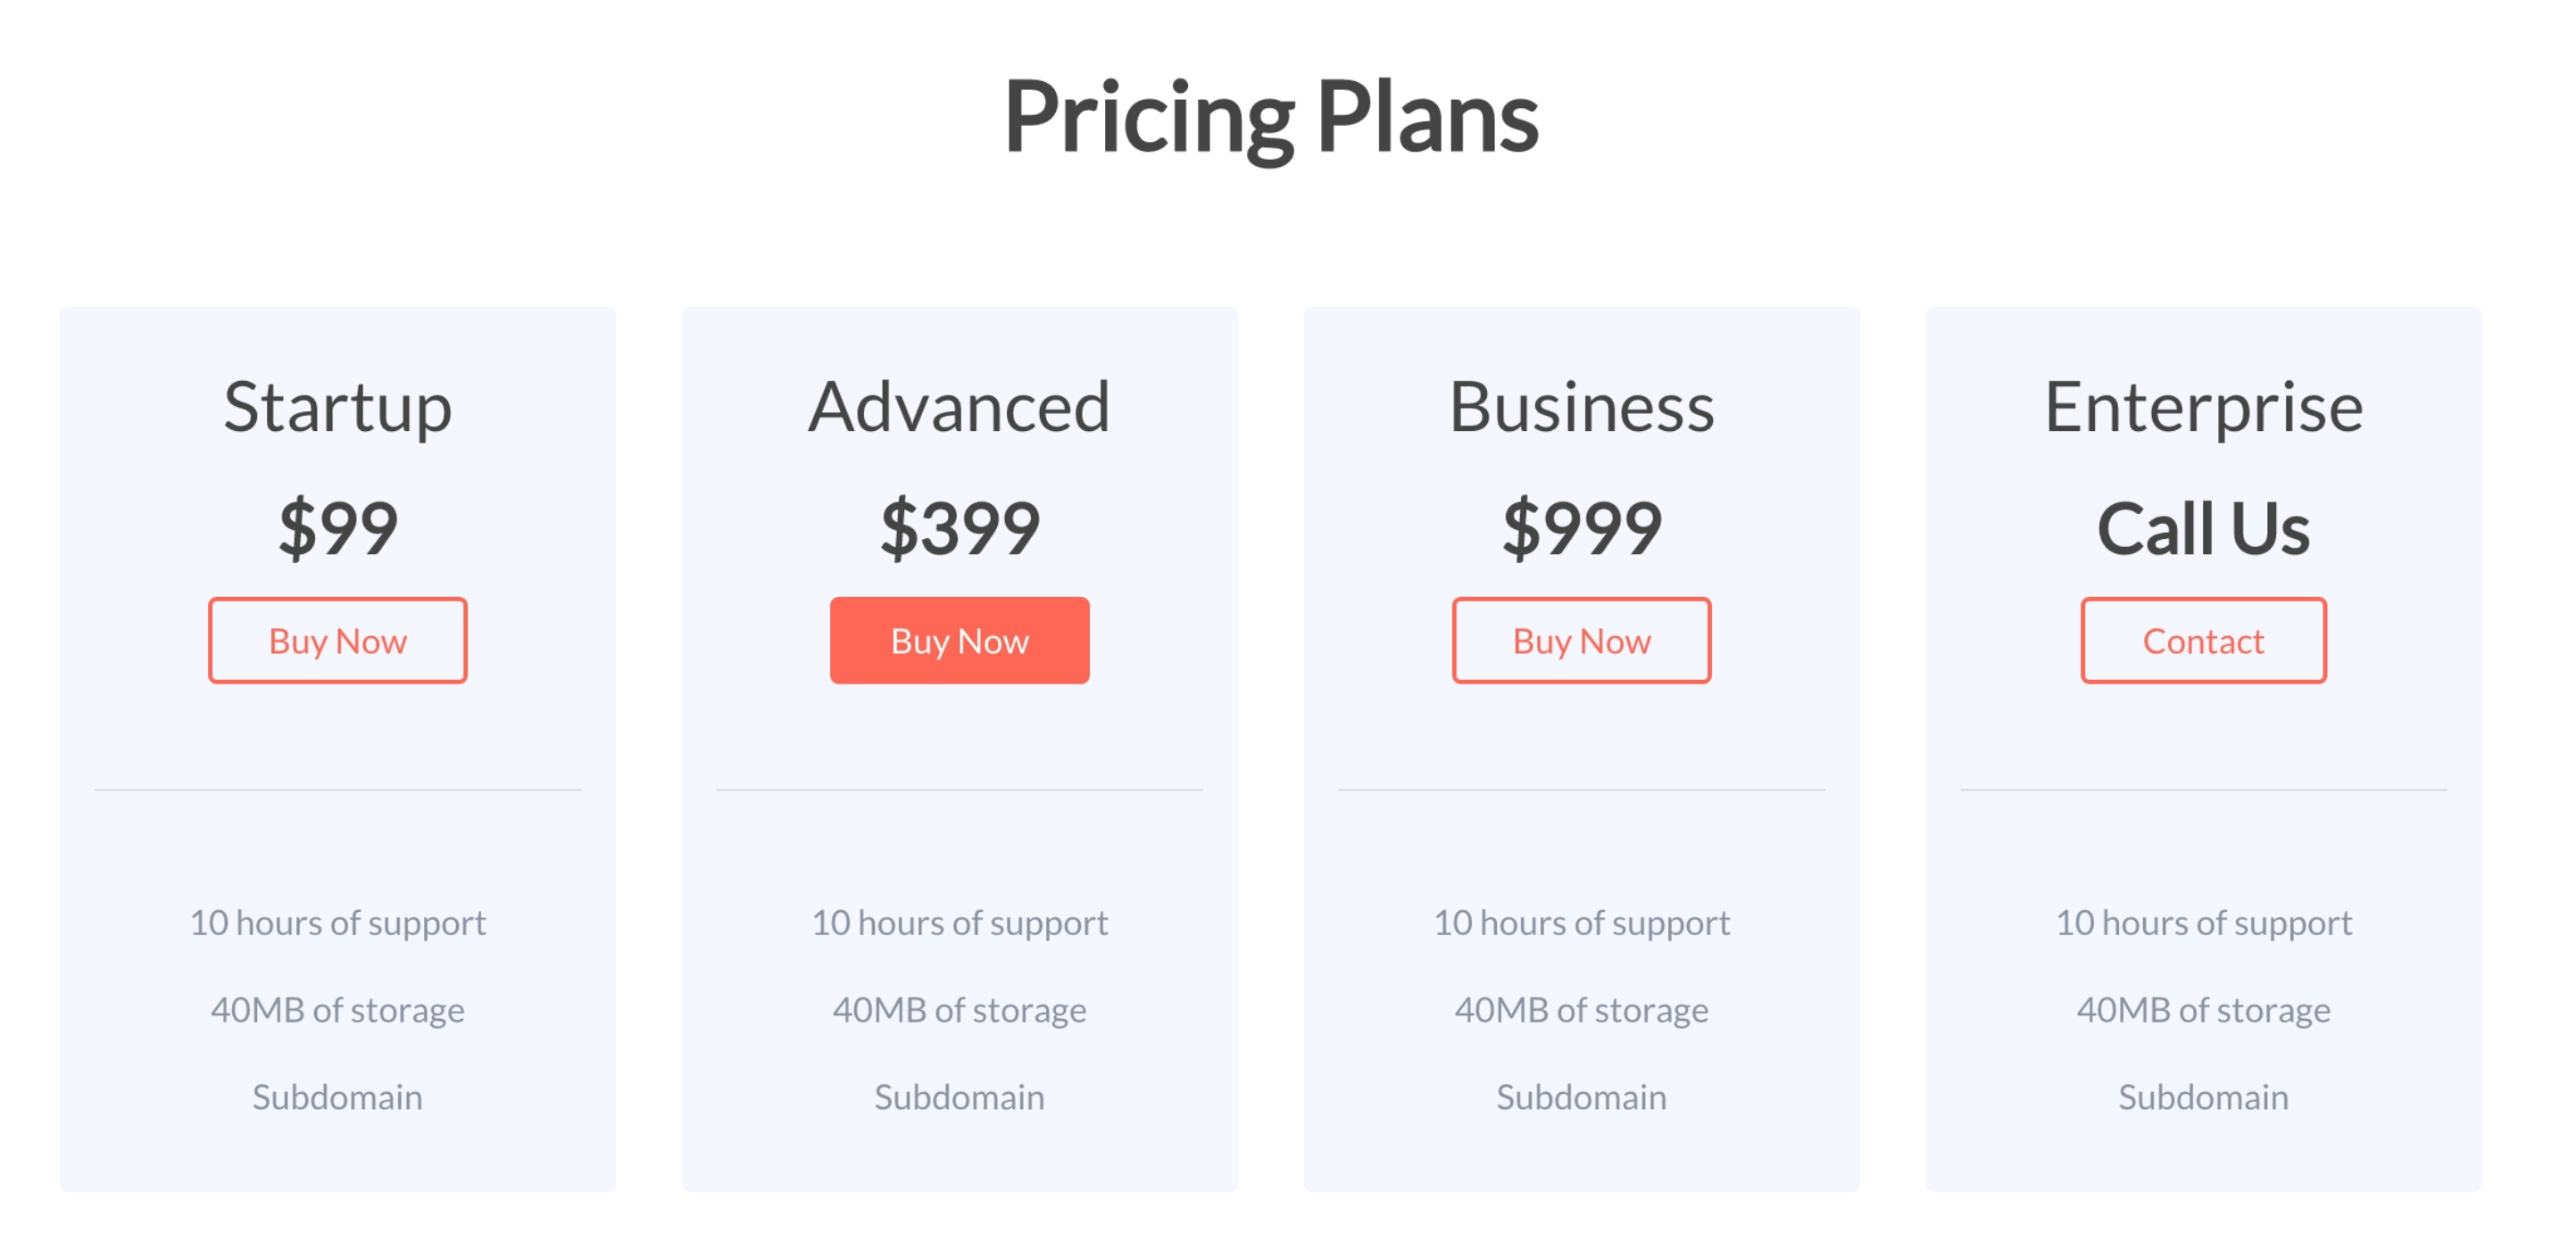 Pricing Plans
Startup
$99
Buy Now
10 hours of support
40MB of storage
Subdomain
Advanced
$399
Buy Now
10 hours of support
40MB of storage
Subdomain
Business
$999
Buy Now
10 hours of support
40MB of storage
Subdomain
Enterprise
Call Us
Contact
10 hours of support
40MB of storage
Subdomain